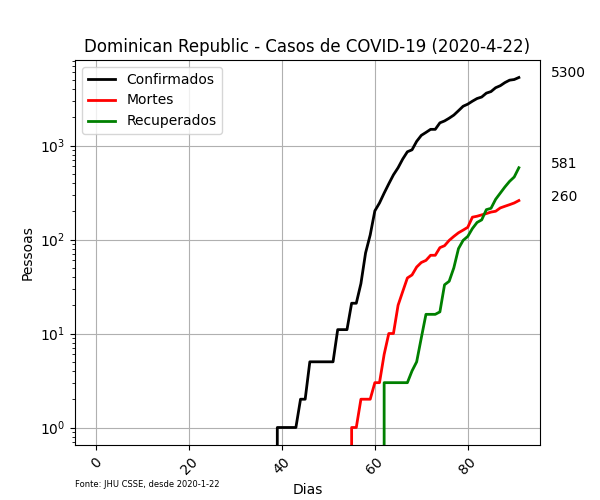 Dominican Republic - Casos de COVID-19 (2020-4-22)
Confirmados
Mortes
Recuperados
5300
581
260
10³
10²
10¹
10⁰
Pessoas
0
20
40
60
80
Dias
Fonte: JHU CSSE, desde 2020-1-22